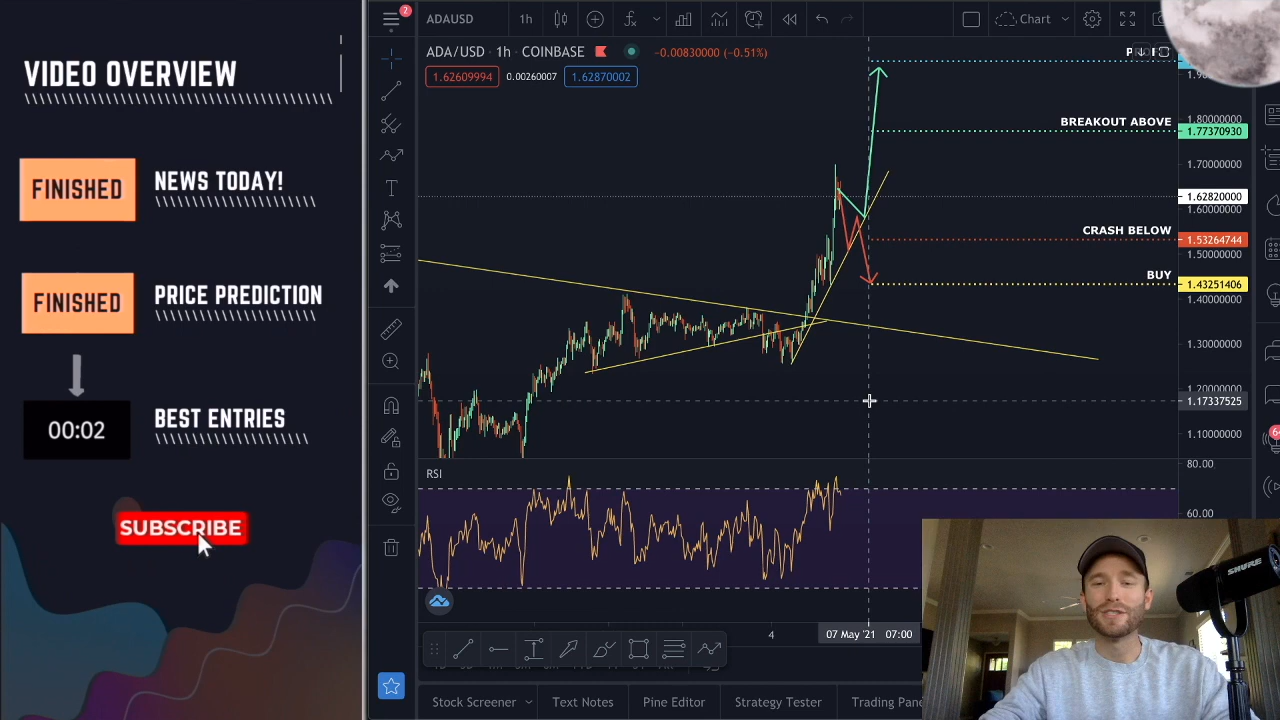 VIDEO OVERVIEW
FINISHED
NEWS TODAY!
FINISHED
PRICE PREDICTION
00:02
BEST ENTRIES
SUBSCRIBE
2
ADAUSD
1h
Chart
ADA/USD · 1h · COINBASE
−0.00830000 (−0.51%)
1.62609994
0.00260007
1.62870002
BREAKOUT ABOVE
CRASH BELOW
BUY
1.80000000
1.77370930
1.70000000
1.62820000
1.60000000
1.53264744
1.50000000
1.43251406
1.40000000
1.30000000
1.20000000
1.17337525
1.10000000
RSI
80.00
60.00
4
07 May '21 07:00
Stock Screener
Text Notes
Pine Editor
Strategy Tester
SHURE